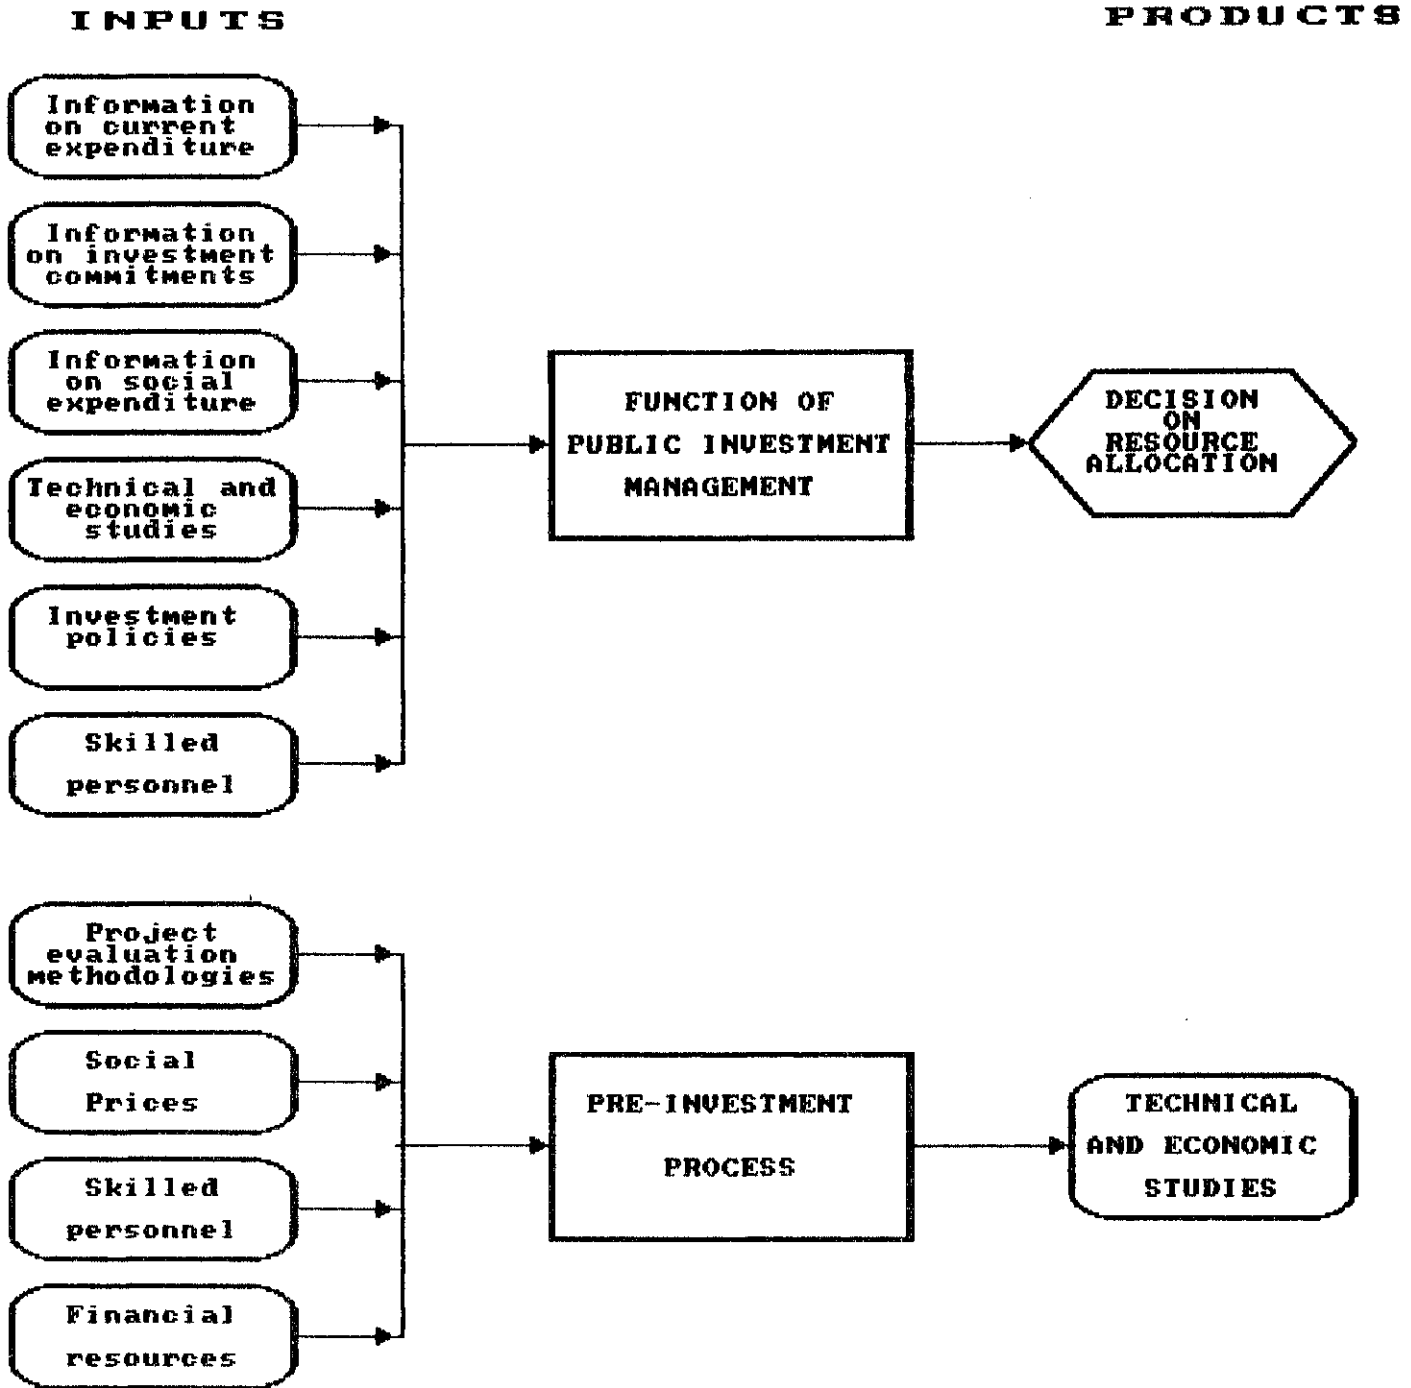 INPUTS
PRODUCTS
Information
on current
expenditure
Information
on investment
commitments
Information
on social
expenditure
Technical and
economic
studies
Investment
policies
Skilled
personnel
FUNCTION OF
PUBLIC INVESTMENT
MANAGEMENT
DECISION
ON
RESOURCE
ALLOCATION
Project
evaluation
methodologies
Social
Prices
Skilled
personnel
Financial
resources
PRE-INVESTMENT
PROCESS
TECHNICAL
AND ECONOMIC
STUDIES